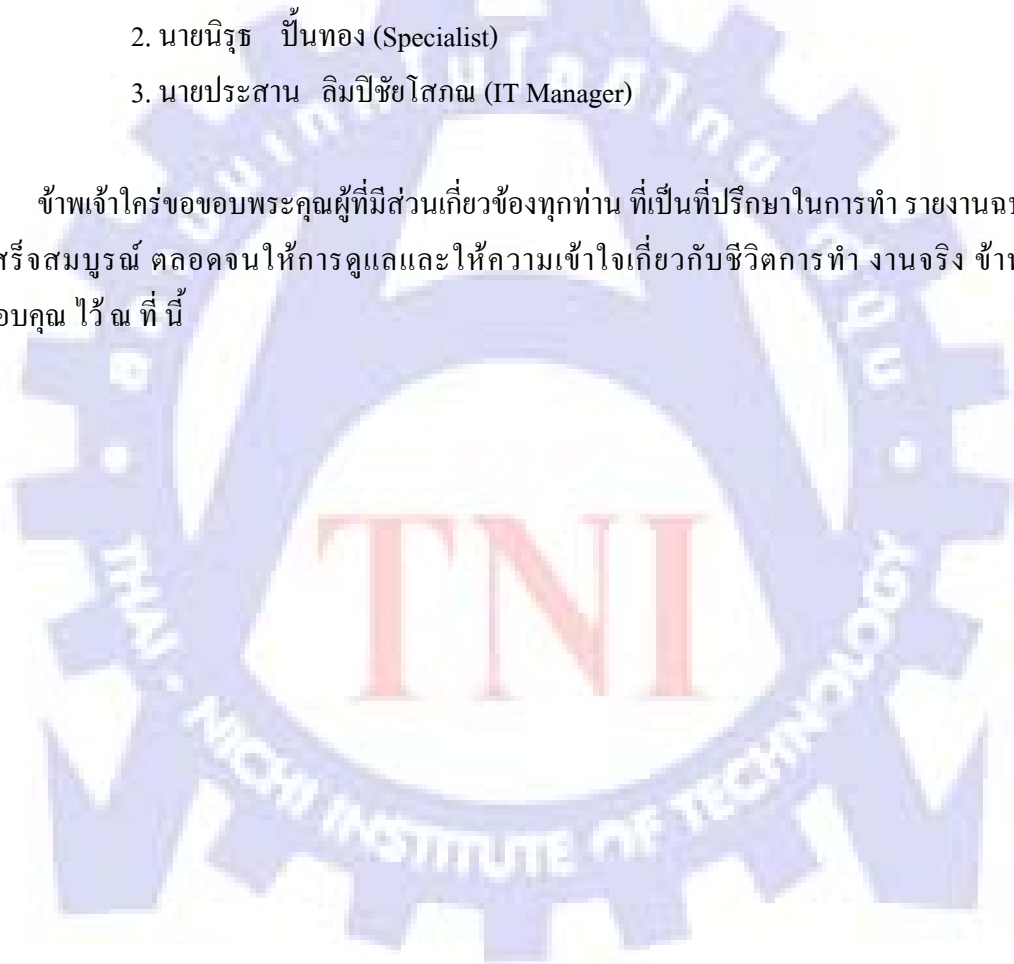 2. นายนิรุธ ปั้นทอง (Specialist)
3. นายประสาน ลิมปิชัยโสภณ (IT Manager)
ข้าพเจ้าใคร่ขอขอบพระคุณผู้ที่มีส่วนเกี่ยวข้องทุกท่าน ที่เป็นที่ปรึกษาในการทำ รายงานฉ
สร็จสมบูรณ์ ตลอดจนให้การดูแลและให้ความเข้าใจเกี่ยวกับชีวิตการทำ งานจริง ข้า
อบคุณ ไว้ ณ ที่ นี้
TNI
THAI - NICHI INSTITUTE OF TECHNOLOGY